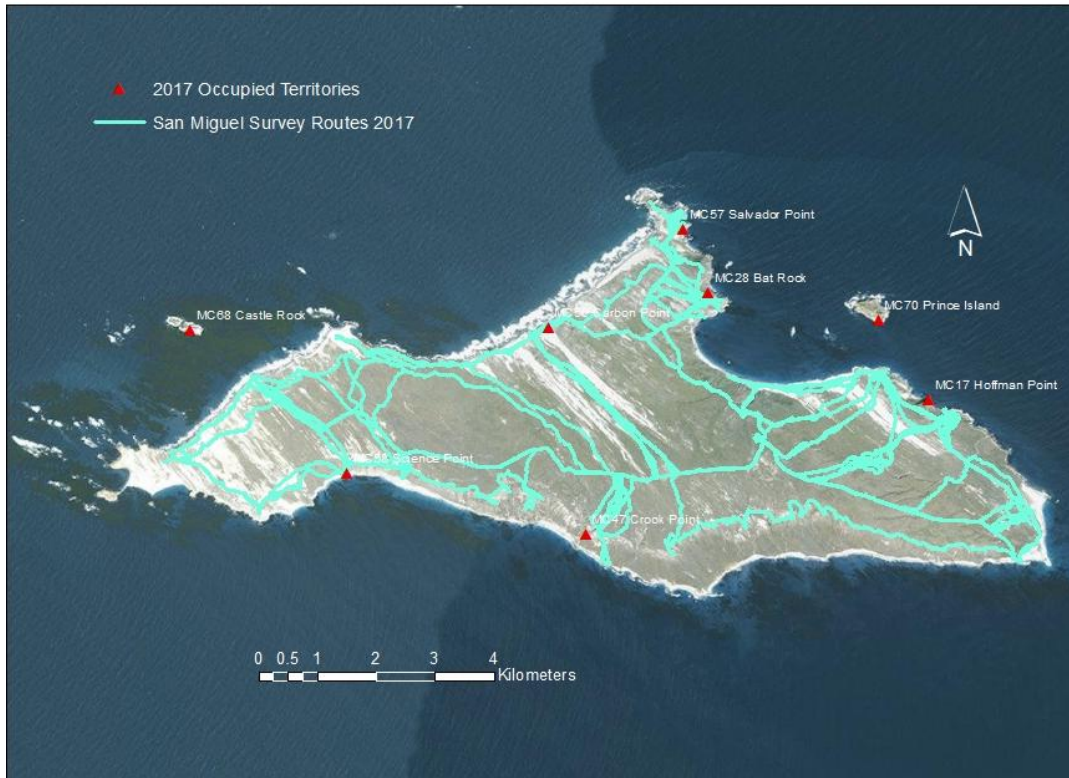 2017 Occupied Territories
San Miguel Survey Routes 2017
MC57 Salvador Point
N
MC28 Bat Rock
MC70 Prince Island
MC68 Castle Rock
Carbon Point
MC17 Hoffman Point
Science Point
MC47 Crook Point
0 0.5 1 2 3 4
Kilometers